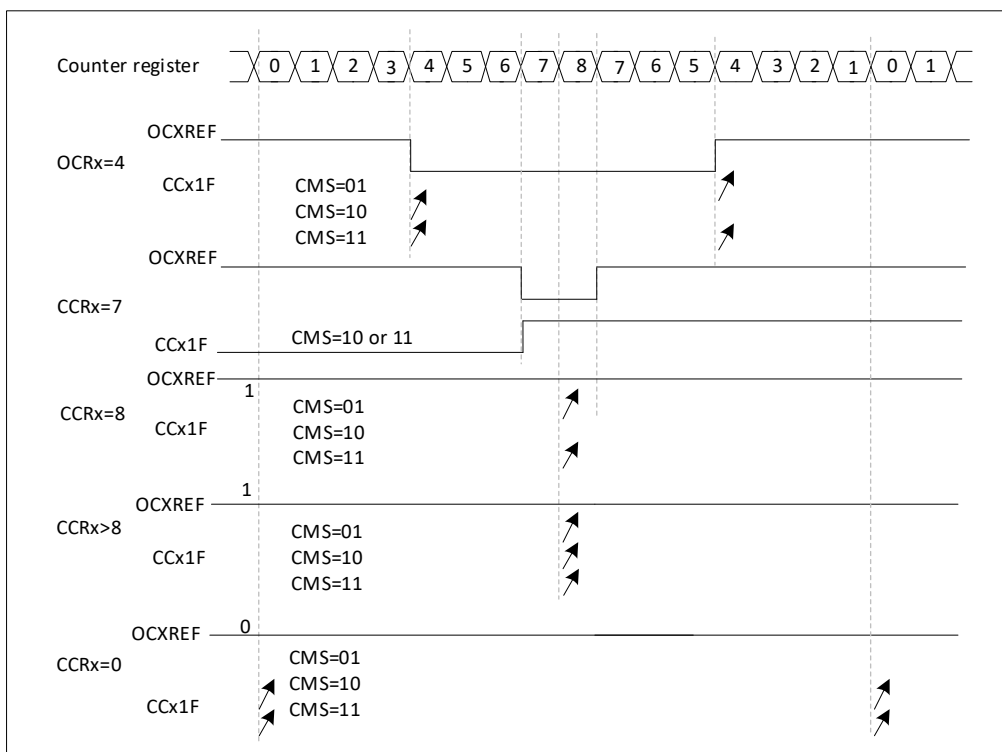 Counter register 0 1 2 3 4 5 6 7 8 7 6 5 4 3 2 1 0 1
OCXREF
OCRx=4
CCx1F
CMS=01
CMS=10
CMS=11
OCXREF
CCRx=7
CCx1F CMS=10 or 11
OCXREF
1
CCRx=8
CCx1F
CMS=01
CMS=10
CMS=11
OCXREF 1
CCRx>8
CCx1F
CMS=01
CMS=10
CMS=11
OCXREF 0
CCRx=0
CCx1F
CMS=01
CMS=10
CMS=11